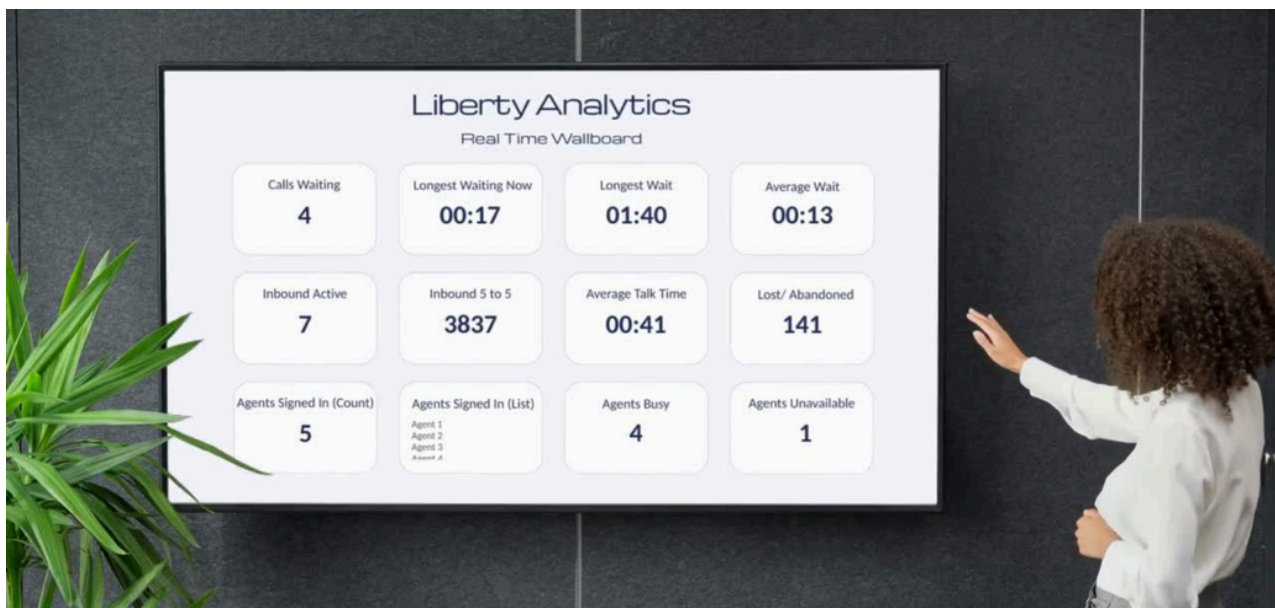 Liberty Analytics
Real Time Wallboard
Calls Waiting
4
Longest Waiting Now
00:17
Longest Wait
01:40
Average Wait
00:13
Inbound Active
7
Inbound 5 to 5
3837
Average Talk Time
00:41
Lost/ Abandoned
141
Agents Signed In (Count)
5
Agents Signed In (List)
Agent 1
Agent 2
Agent 3
Agent 4
Agents Busy
4
Agents Unavailable
1